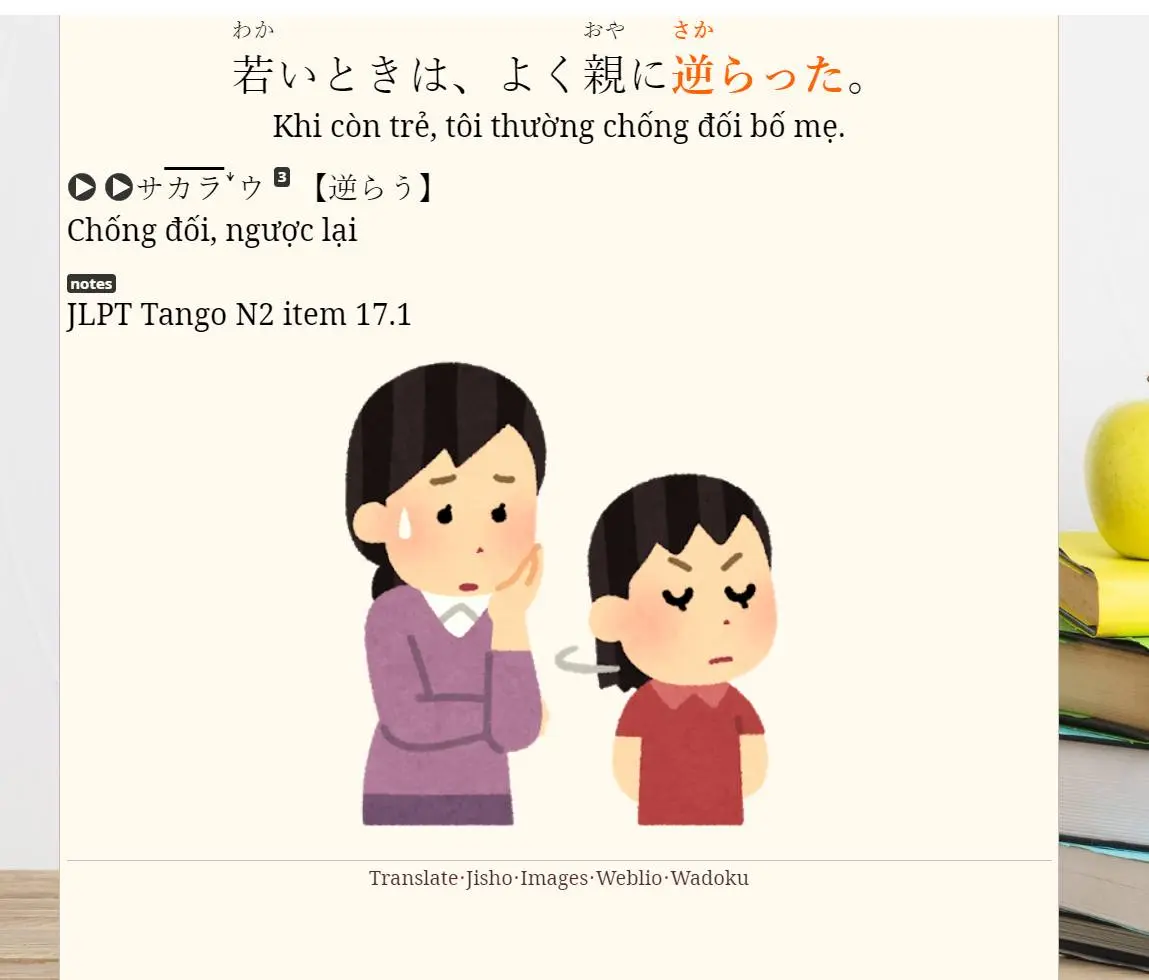 わか おや さか
若いときは、よく親に逆らった。
Khi còn trẻ, tôi thường chống đối bố mẹ.
サカラꜜウ 3 【逆らう】
Chống đối, ngược lại
notes
JLPT Tango N2 item 17.1
Translate·Jisho·Images·Weblio·Wadoku